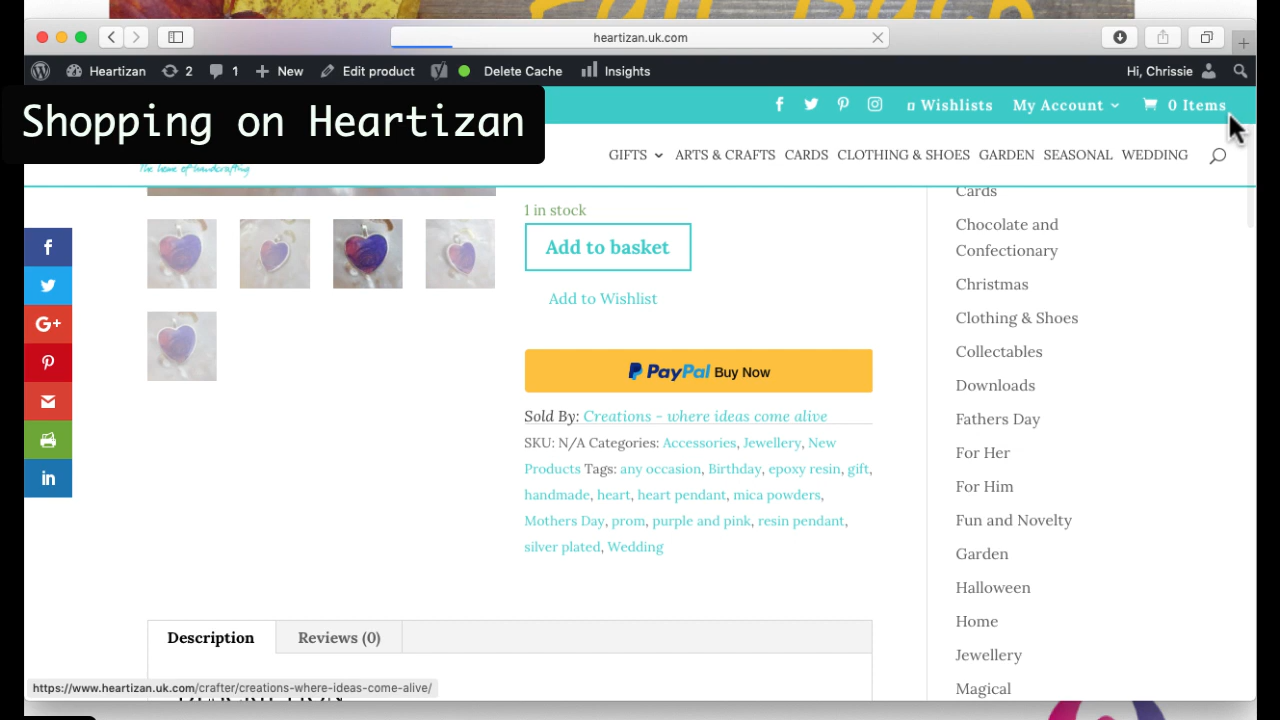 heartizan.uk.com
Heartizan 2 1 New Edit product Delete Cache Insights Hi, Chrissie
Wishlists My Account 0 Items
Shopping on Heartizan
GIFTS ARTS & CRAFTS CARDS CLOTHING & SHOES GARDEN SEASONAL WEDDING
The home of handcrafting
1 in stock
Add to basket
Add to Wishlist
PayPal Buy Now
Sold By: Creations - where ideas come alive
SKU: N/A Categories: Accessories, Jewellery, New
Products Tags: any occasion, Birthday, epoxy resin, gift,
handmade, heart, heart pendant, mica powders,
Mothers Day, prom, purple and pink, resin pendant,
silver plated, Wedding
Description Reviews (0)
Cards
Chocolate and
Confectionary
Christmas
Clothing & Shoes
Collectables
Downloads
Fathers Day
For Her
For Him
Fun and Novelty
Garden
Halloween
Home
Jewellery
Magical
https://www.heartizan.uk.com/crafter/creations-where-ideas-come-alive/